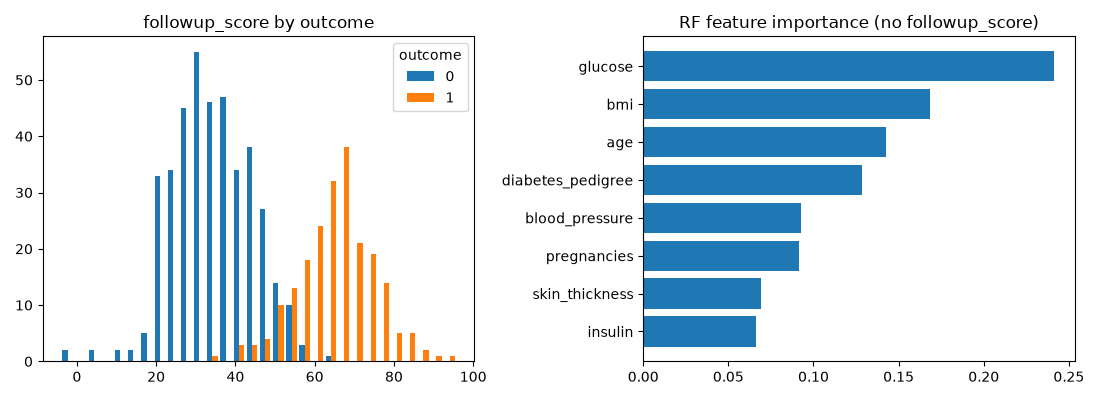 followup_score by outcome
outcome
0
1
50
40
30
20
10
0
0 20 40 60 80 100
RF feature importance (no followup_score)
glucose
bmi
age
diabetes_pedigree
blood_pressure
pregnancies
skin_thickness
insulin
0.00 0.05 0.10 0.15 0.20 0.25